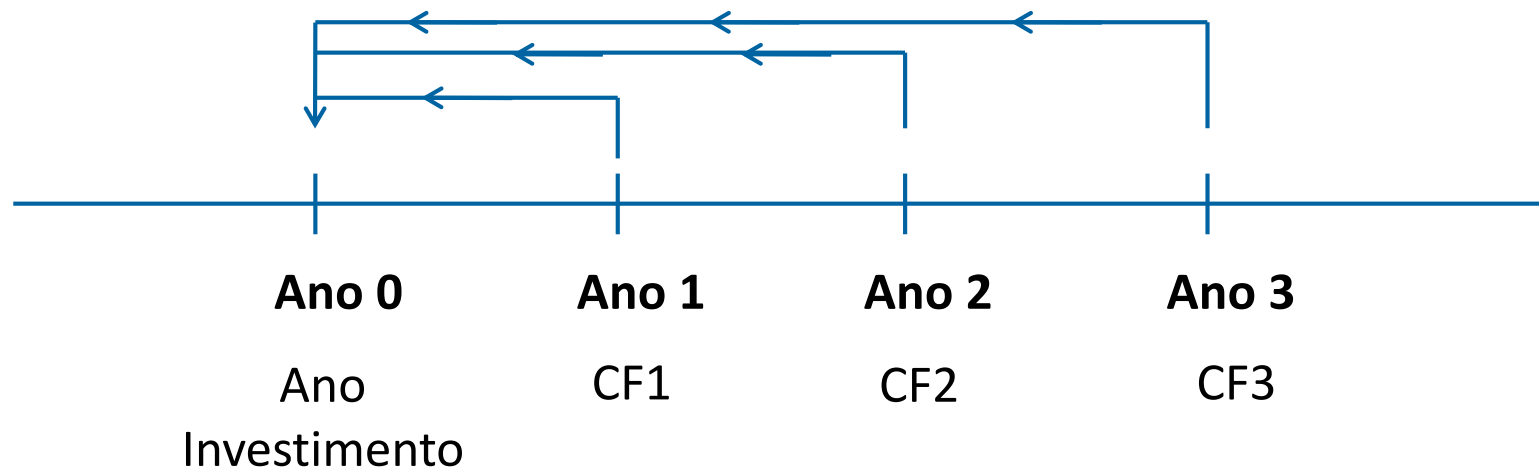 Ano 0 Ano 1 Ano 2 Ano 3
Ano CF1 CF2 CF3
Investimento